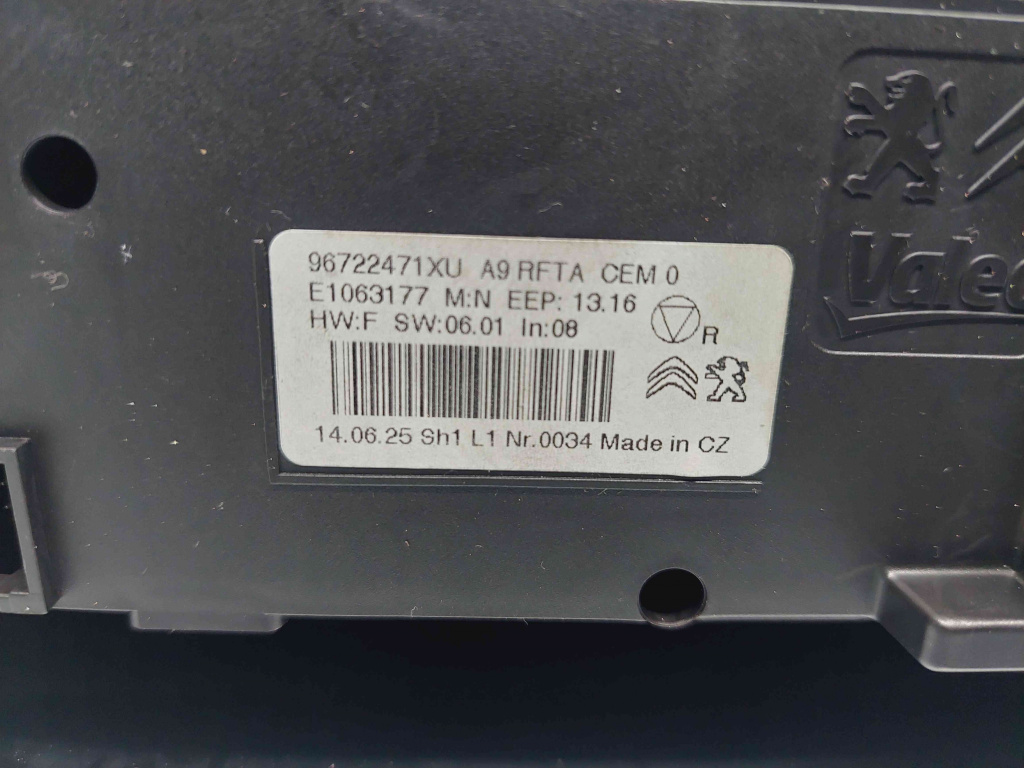 96722471XU A9 RFTA CEM 0
E1063177 M:N EEP: 13.16
HW:F SW:06.01 In:08
R
14.06.25 Sh1 L1 Nr.0034 Made in CZ